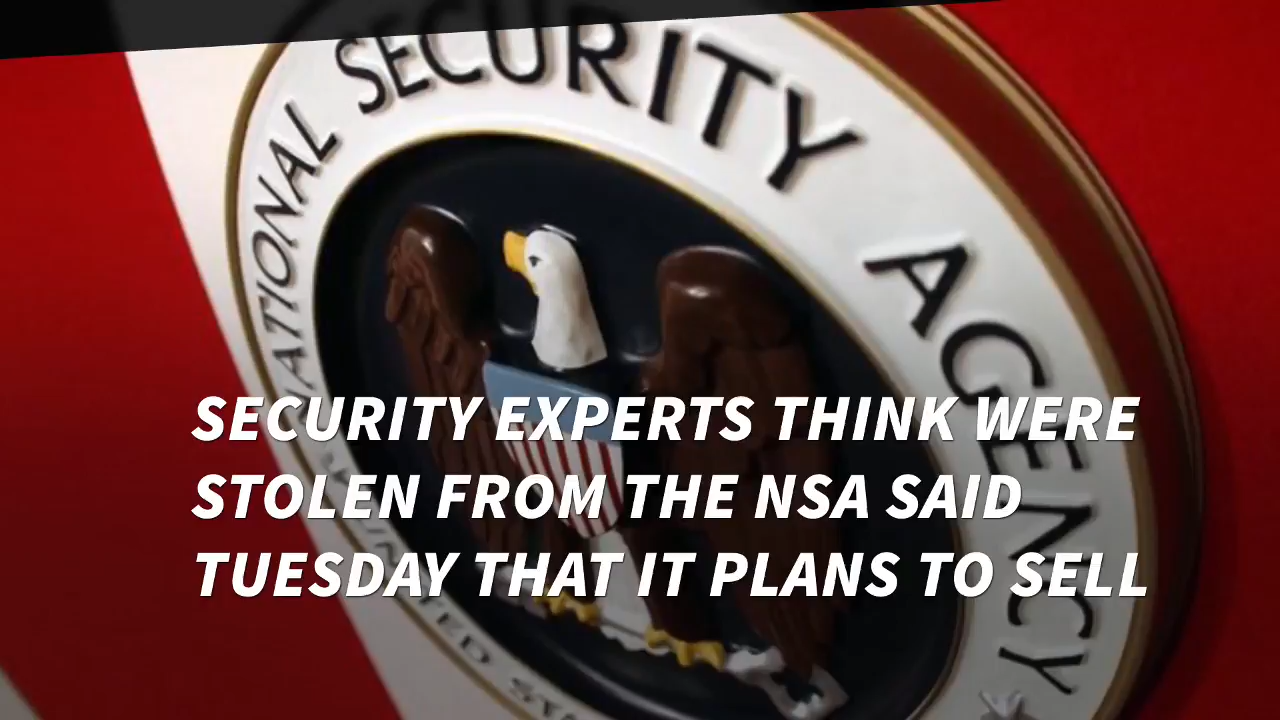 NATIONAL SECURITY AGENCY
SECURITY EXPERTS THINK WERE
STOLEN FROM THE NSA SAID
TUESDAY THAT IT PLANS TO SELL